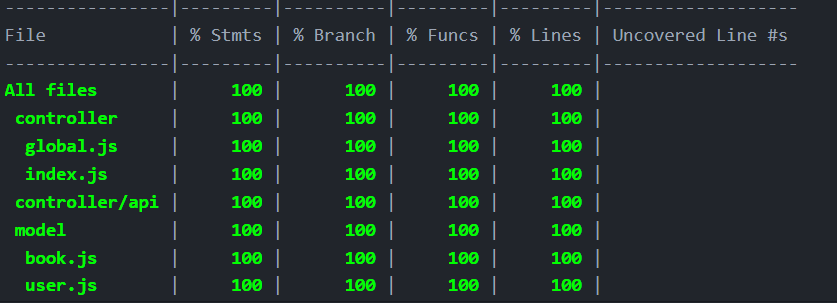 ----------------|---------|----------|---------|---------|-------------------
File            | % Stmts | % Branch | % Funcs | % Lines | Uncovered Line #s
----------------|---------|----------|---------|---------|-------------------
All files       |     100 |      100 |     100 |     100 |
 controller     |     100 |      100 |     100 |     100 |
  global.js     |     100 |      100 |     100 |     100 |
  index.js      |     100 |      100 |     100 |     100 |
 controller/api |     100 |      100 |     100 |     100 |
 model          |     100 |      100 |     100 |     100 |
  book.js       |     100 |      100 |     100 |     100 |
  user.js       |     100 |      100 |     100 |     100 |